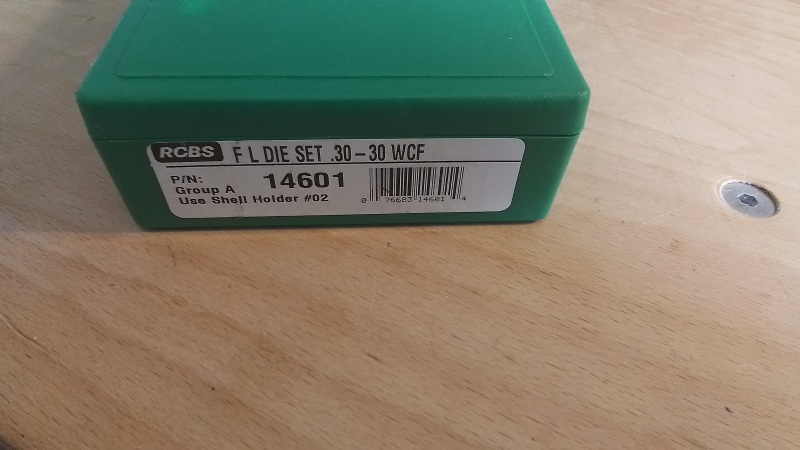 RCBS F L DIE SET .30-30 WCF
P/N: 14601
Group A
Use Shell Holder #02
0 76683 14601 4